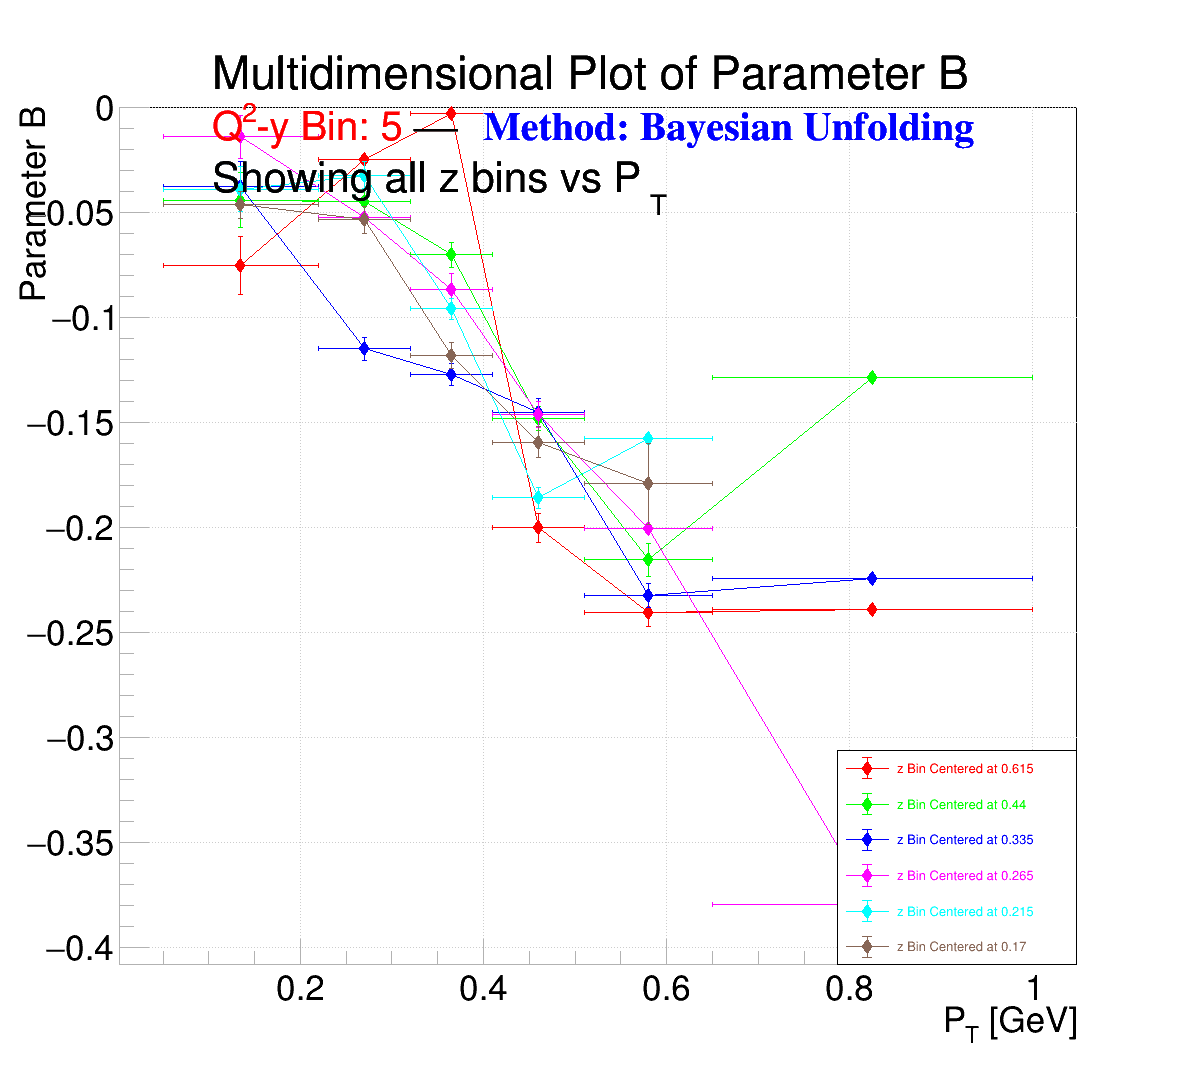 Multidimensional Plot of Parameter B
Q2-y Bin: 5 — Method: Bayesian Unfolding
Showing all z bins vs P T
Parameter B
0
−0.05
−0.1
−0.15
−0.2
−0.25
−0.3
−0.35
−0.4
z Bin Centered at 0.615
z Bin Centered at 0.44
z Bin Centered at 0.335
z Bin Centered at 0.265
z Bin Centered at 0.215
z Bin Centered at 0.17
0.2 0.4 0.6 0.8 1
PT [GeV]